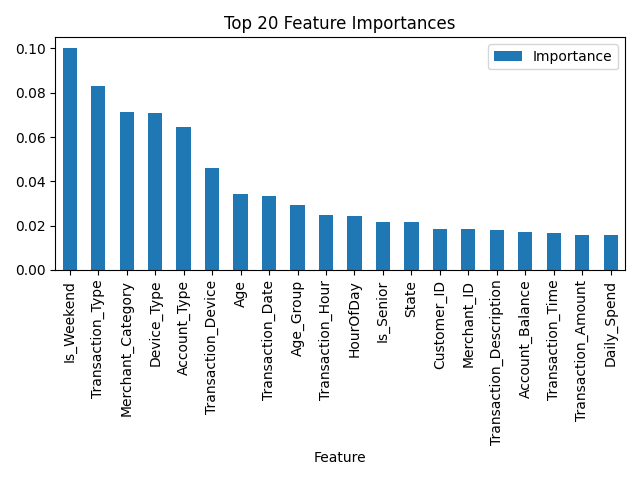 Top 20 Feature Importances
Importance
0.10
0.08
0.06
0.04
0.02
0.00
Is_Weekend
Transaction_Type
Merchant_Category
Device_Type
Account_Type
Transaction_Device
Age
Transaction_Date
Age_Group
Transaction_Hour
HourOfDay
Is_Senior
State
Customer_ID
Merchant_ID
Transaction_Description
Account_Balance
Transaction_Time
Transaction_Amount
Daily_Spend
Feature